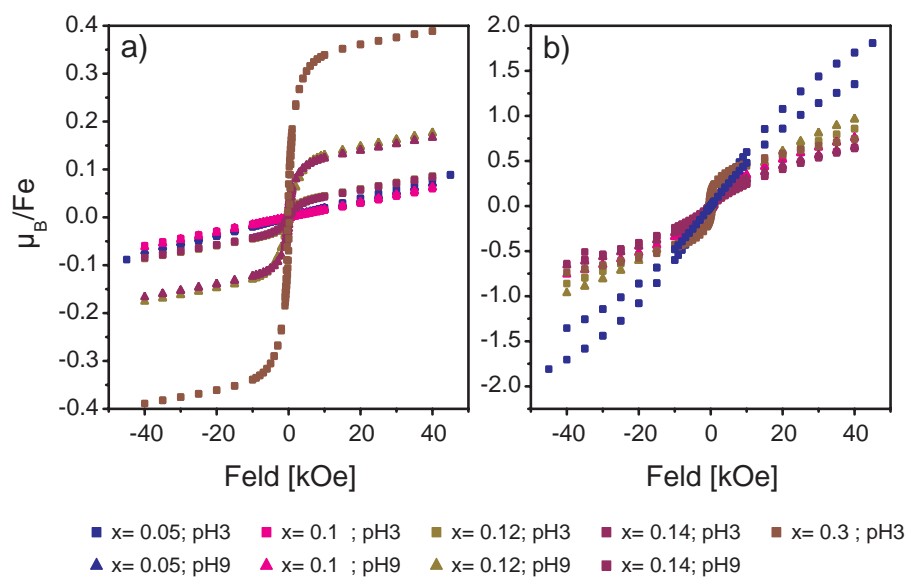 a)
b)
μB/Fe
0.4
0.3
0.2
0.1
0.0
-0.1
-0.2
-0.3
-0.4
2.0
1.5
1.0
0.5
0.0
-0.5
-1.0
-1.5
-2.0
-40 -20 0 20 40
-40 -20 0 20 40
Feld [kOe]
Feld [kOe]
x= 0.05; pH3 x= 0.1 ; pH3 x= 0.12; pH3 x= 0.14; pH3 x= 0.3; pH3
x= 0.05; pH9 x= 0.1 ; pH9 x= 0.12; pH9 x= 0.14; pH9